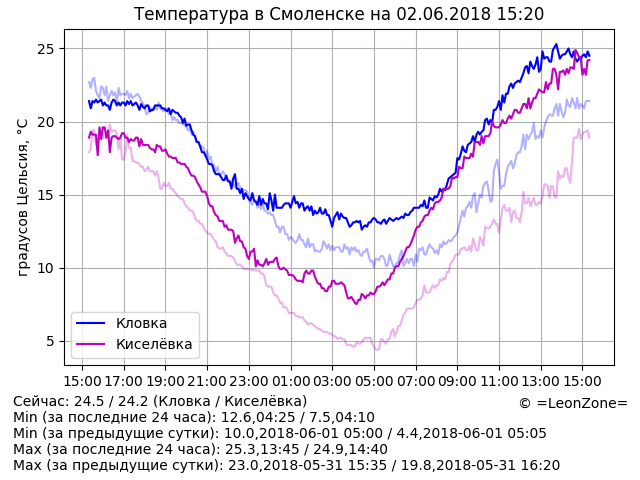 Температура в Смоленске на 02.06.2018 15:20
градусов Цельсия, °C
25
20
15
10
5
Кловка
Киселёвка
15:00 17:00 19:00 21:00 23:00 01:00 03:00 05:00 07:00 09:00 11:00 13:00 15:00
Сейчас: 24.5 / 24.2 (Кловка / Киселёвка)
© =LeonZone=
Min (за последние 24 часа): 12.6,04:25 / 7.5,04:10
Min (за предыдущие сутки): 10.0,2018-06-01 05:00 / 4.4,2018-06-01 05:05
Max (за последние 24 часа): 25.3,13:45 / 24.9,14:40
Max (за предыдущие сутки): 23.0,2018-05-31 15:35 / 19.8,2018-05-31 16:20